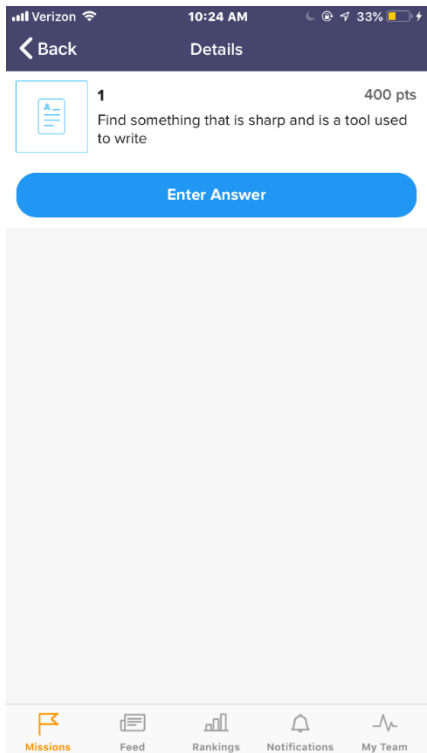 Verizon 10:24 AM 33%
Back Details
1 400 pts
Find something that is sharp and is a tool used
to write
Enter Answer
Missions Feed Rankings Notifications My Team